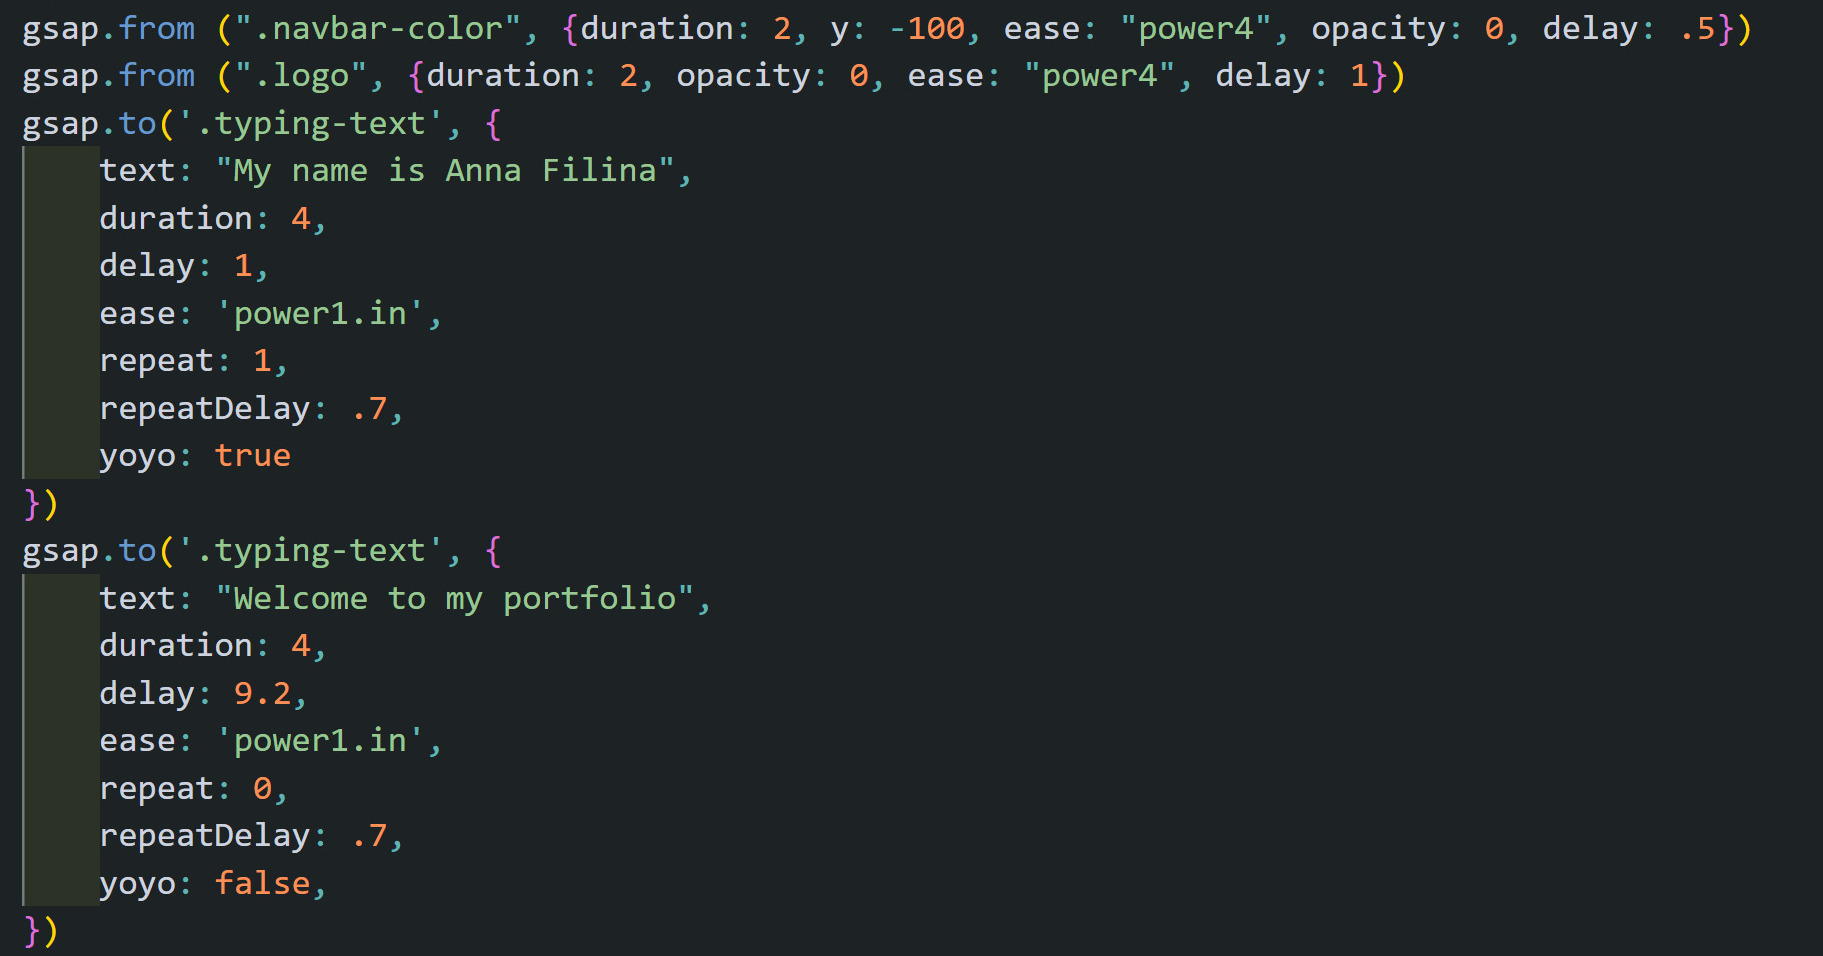 gsap.from (".navbar-color", {duration: 2, y: -100, ease: "power4", opacity: 0, delay: .5})
gsap.from (".logo", {duration: 2, opacity: 0, ease: "power4", delay: 1})
gsap.to('.typing-text', {
    text: "My name is Anna Filina",
    duration: 4,
    delay: 1,
    ease: 'power1.in',
    repeat: 1,
    repeatDelay: .7,
    yoyo: true
})
gsap.to('.typing-text', {
    text: "Welcome to my portfolio",
    duration: 4,
    delay: 9.2,
    ease: 'power1.in',
    repeat: 0,
    repeatDelay: .7,
    yoyo: false,
})